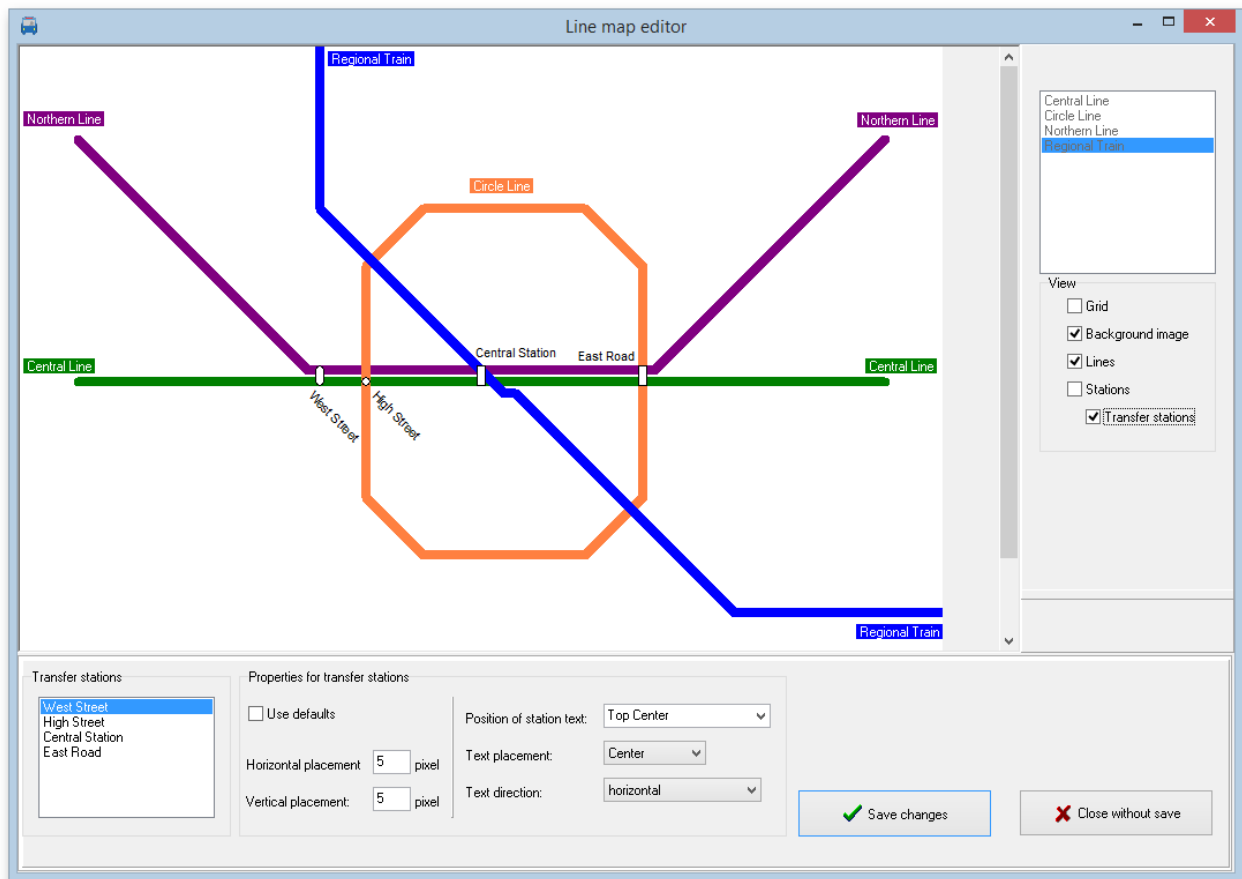 Line map editor
Regional Train
Northern Line
Northern Line
Circle Line
Central Station
East Road
Central Line
Central Line
West Street
High Street
Regional Train
Central Line
Circle Line
Northern Line
Regional Train
View
Grid
Background image
Lines
Stations
Transfer stations
Transfer stations
West Street
High Street
Central Station
East Road
Properties for transfer stations
Use defaults
Horizontal placement 5 pixel
Vertical placement: 5 pixel
Position of station text: Top Center
Text placement: Center
Text direction: horizontal
Save changes
Close without save